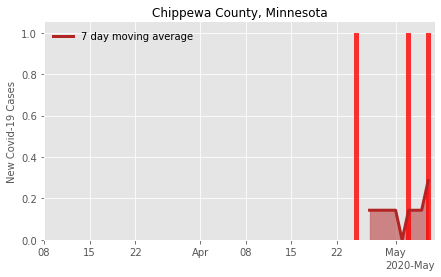 Chippewa County, Minnesota
7 day moving average
New Covid-19 Cases
1.0
0.8
0.6
0.4
0.2
0.0
08 15 22 Apr 08 15 22 May
2020-May